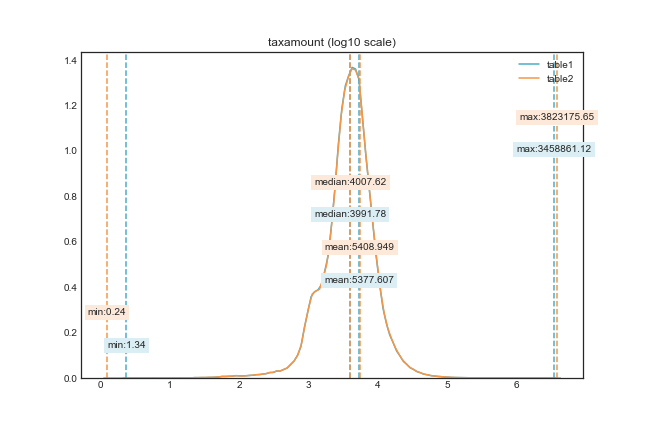 taxamount (log10 scale)
1.4
1.2
1.0
0.8
0.6
0.4
0.2
0.0
table1
table2
max:3823175.65
max:3458861.12
median:4007.62
median:3991.78
mean:5408.949
mean:5377.607
min:0.24
min:1.34
0 1 2 3 4 5 6